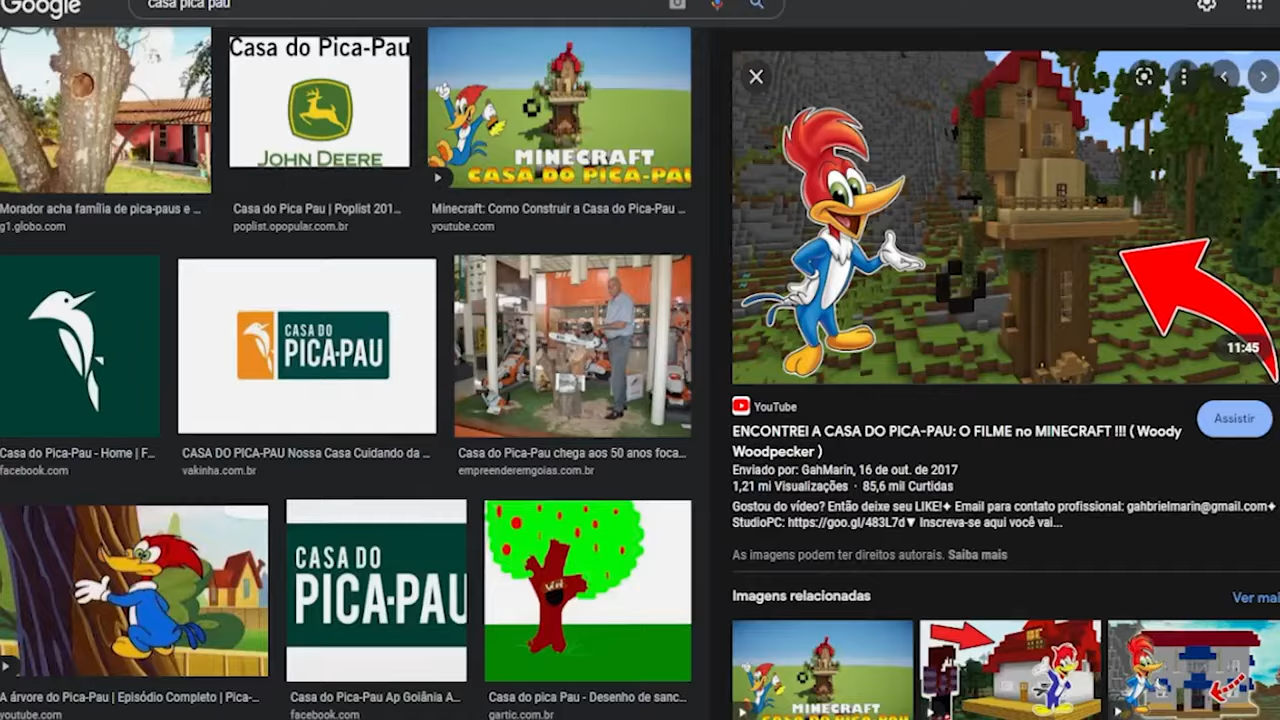 Google
casa pica pau
Morador acha família de pica-paus e ...
g1.globo.com
Casa do Pica-Pau
JOHN DEERE
Casa do Pica Pau | Poplist 201...
poplist.opopular.com.br
MINECRAFT
CASA DO PICA-PAU
Minecraft: Como Construir a Casa do Pica-Pau ...
youtube.com
Casa do Pica-Pau - Home | F...
facebook.com
CASA DO
PICA-PAU
CASA DO PICA-PAU Nossa Casa Cuidando da ...
vakinha.com.br
Casa do Pica-Pau chega aos 50 anos foca...
empreenderemgoias.com.br
A árvore do Pica-Pau | Episódio Completo | Pica-...
youtube.com
CASA DO
PICA-PAU
Casa do Pica-Pau Ap Goiânia A...
facebook.com
Casa do pica Pau - Desenho de sanc...
gartic.com.br
11:45
YouTube
Assistir
ENCONTREI A CASA DO PICA-PAU: O FILME no MINECRAFT !!! ( Woody
Woodpecker )
Enviado por: GahMarin, 16 de out. de 2017
1,21 mi Visualizações · 85,6 mil Curtidas
Gostou do vídeo? Então deixe seu LIKE!✦ Email para contato profissional: gahbrielmarin@gmail.com✦
StudioPC: https://goo.gl/483L7d▼ Inscreva-se aqui você vai...
As imagens podem ter direitos autorais. Saiba mais
Imagens relacionadas
Ver mai
MINECRAFT
CASA DO PICA-PAU